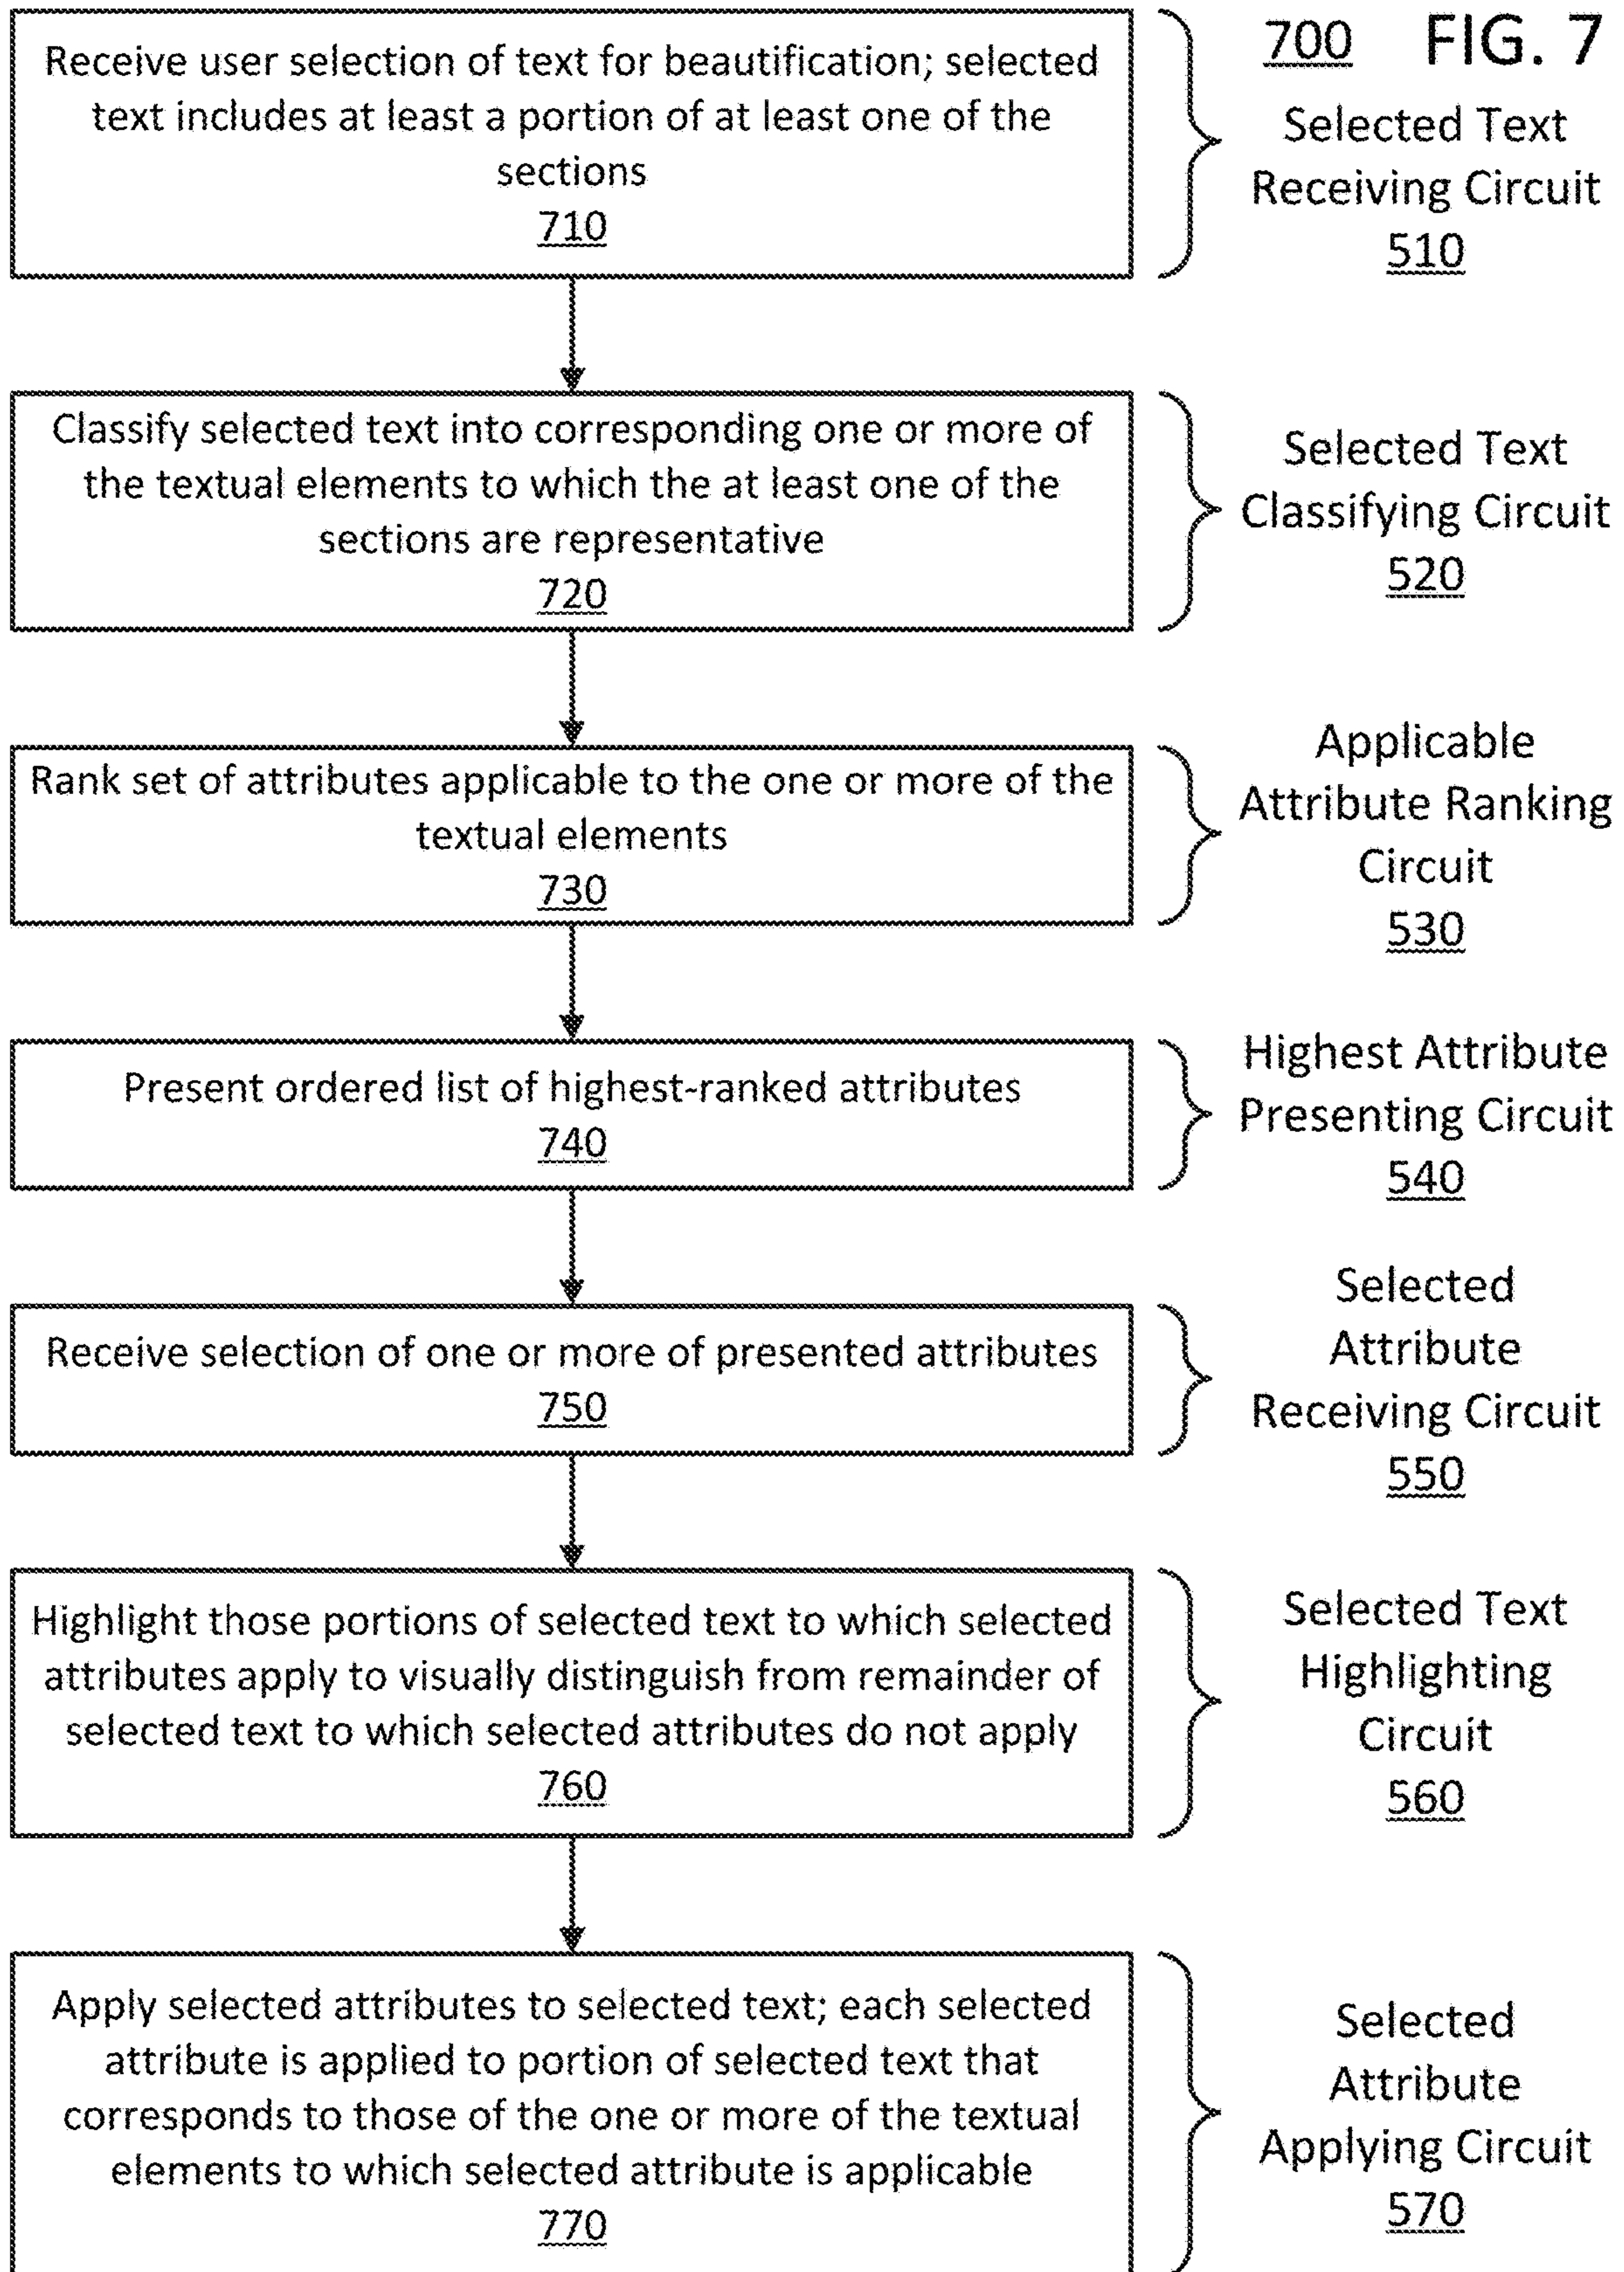 700 FIG. 7
Receive user selection of text for beautification; selected
text includes at least a portion of at least one of the
sections
710
Selected Text
Receiving Circuit
510
Classify selected text into corresponding one or more of
the textual elements to which the at least one of the
sections are representative
720
Selected Text
Classifying Circuit
520
Rank set of attributes applicable to the one or more of the
textual elements
730
Applicable
Attribute Ranking
Circuit
530
Present ordered list of highest-ranked attributes
740
Highest Attribute
Presenting Circuit
540
Receive selection of one or more of presented attributes
750
Selected
Attribute
Receiving Circuit
550
Highlight those portions of selected text to which selected
attributes apply to visually distinguish from remainder of
selected text to which selected attributes do not apply
760
Selected Text
Highlighting
Circuit
560
Apply selected attributes to selected text; each selected
attribute is applied to portion of selected text that
corresponds to those of the one or more of the textual
elements to which selected attribute is applicable
770
Selected
Attribute
Applying Circuit
570